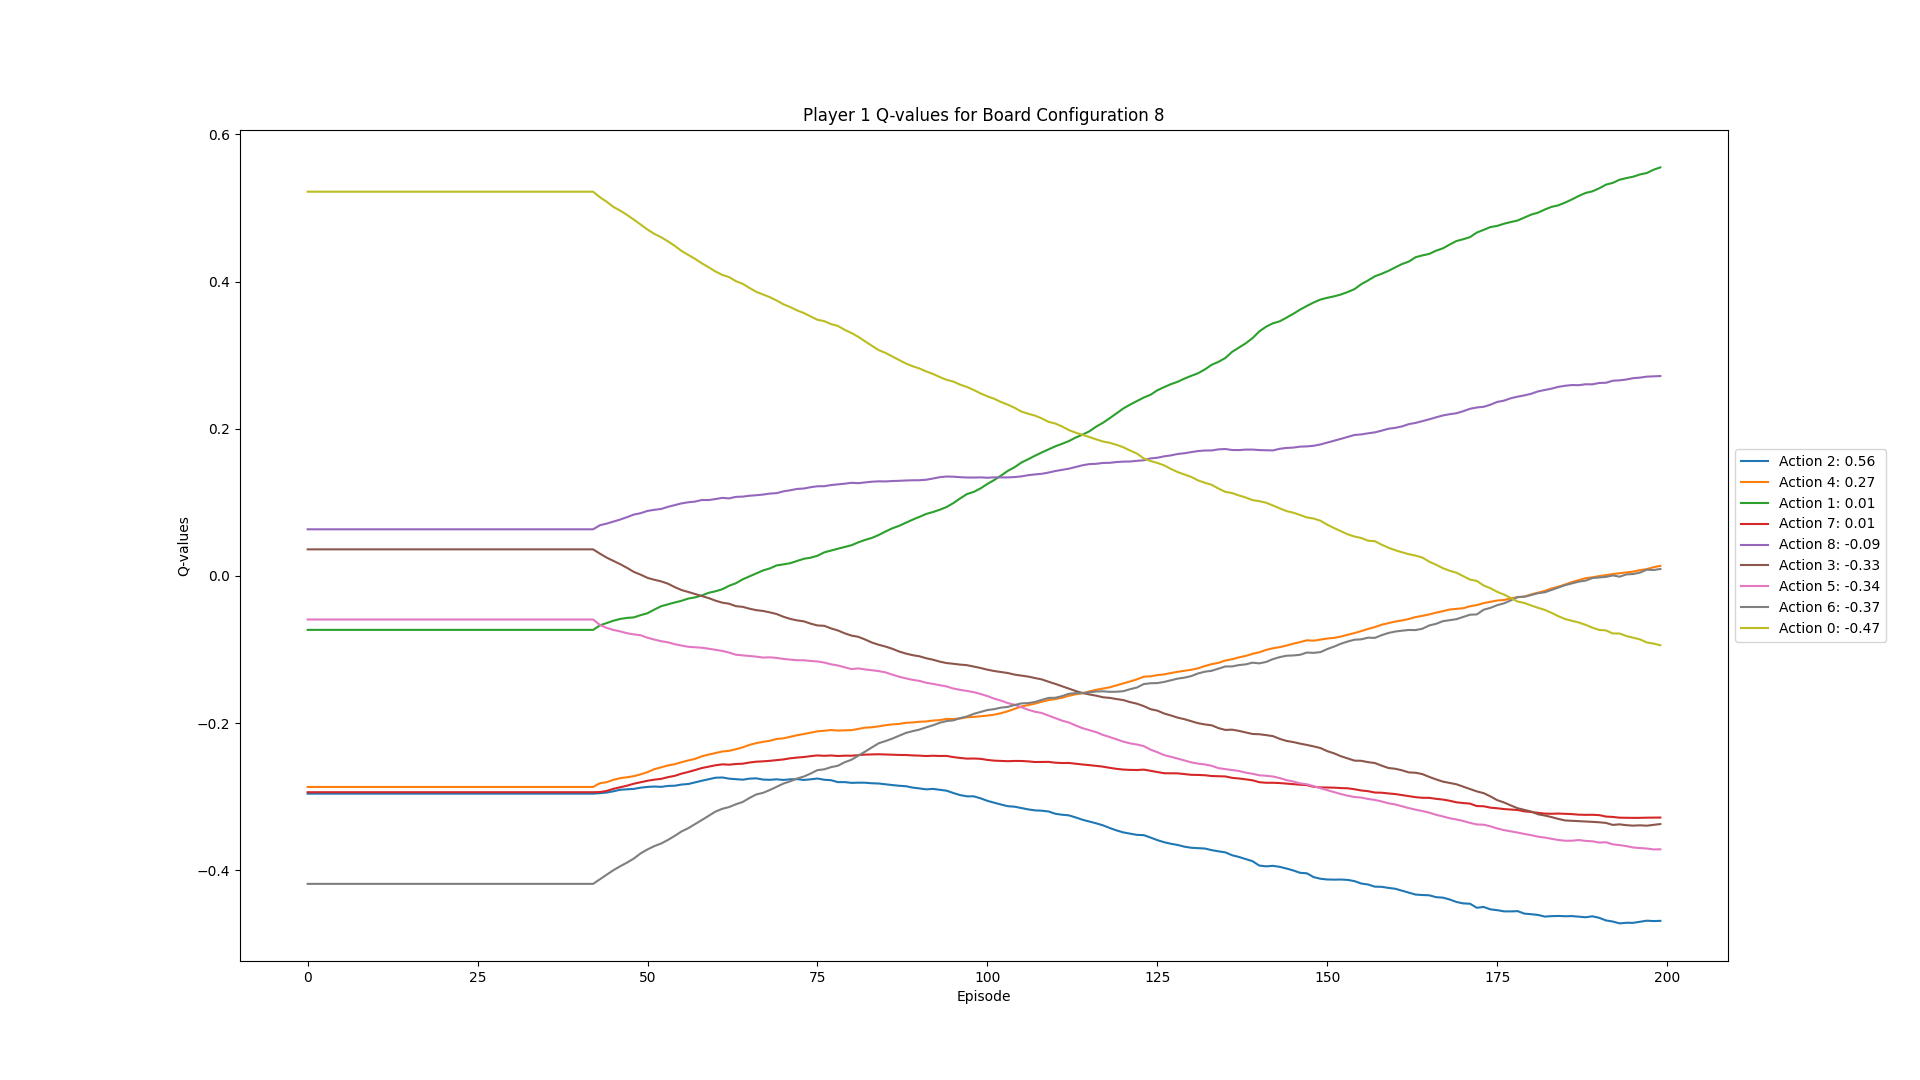 Player 1 Q-values for Board Configuration 8
0.6
0.4
0.2
0.0
−0.2
−0.4
Q-values
0 25 50 75 100 125 150 175 200
Episode
Action 2: 0.56
Action 4: 0.27
Action 1: 0.01
Action 7: 0.01
Action 8: -0.09
Action 3: -0.33
Action 5: -0.34
Action 6: -0.37
Action 0: -0.47